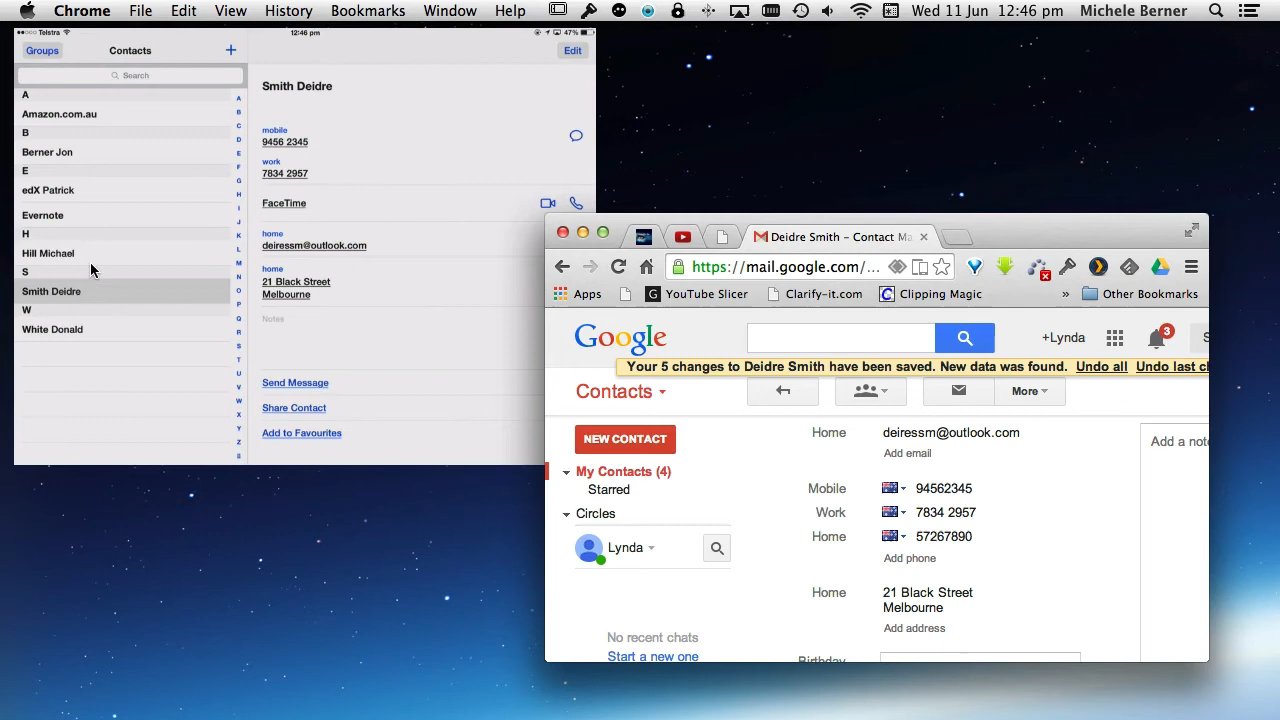 Chrome File Edit View History Bookmarks Window Help Wed 11 Jun 12:46 pm Michele Berner
Telstra 12:46 pm 47%
Groups Contacts + Edit
Search
A
Amazon.com.au
B
Berner Jon
E
edX Patrick
Evernote
H
Hill Michael
S
Smith Deidre
W
White Donald
A
B
C
D
E
F
G
H
I
J
K
L
M
N
O
P
Q
R
S
T
U
V
W
X
Y
Z
#
Smith Deidre
mobile
9456 2345
work
7834 2957
FaceTime
home
deiressm@outlook.com
home
21 Black Street
Melbourne
Notes
Send Message
Share Contact
Add to Favourites
Deidre Smith – Contact Ma
https://mail.google.com/...
Apps YouTube Slicer Clarify-it.com Clipping Magic » Other Bookmarks
Google +Lynda 3 S
Your 5 changes to Deidre Smith have been saved. New data was found. Undo all Undo last c
Contacts More
NEW CONTACT
My Contacts (4)
Starred
Circles
Lynda
No recent chats
Start a new one
Home deiressm@outlook.com
Add email
Mobile 94562345
Work 7834 2957
Home 57267890
Add phone
Home 21 Black Street
Melbourne
Add address
Birthday
Add a note